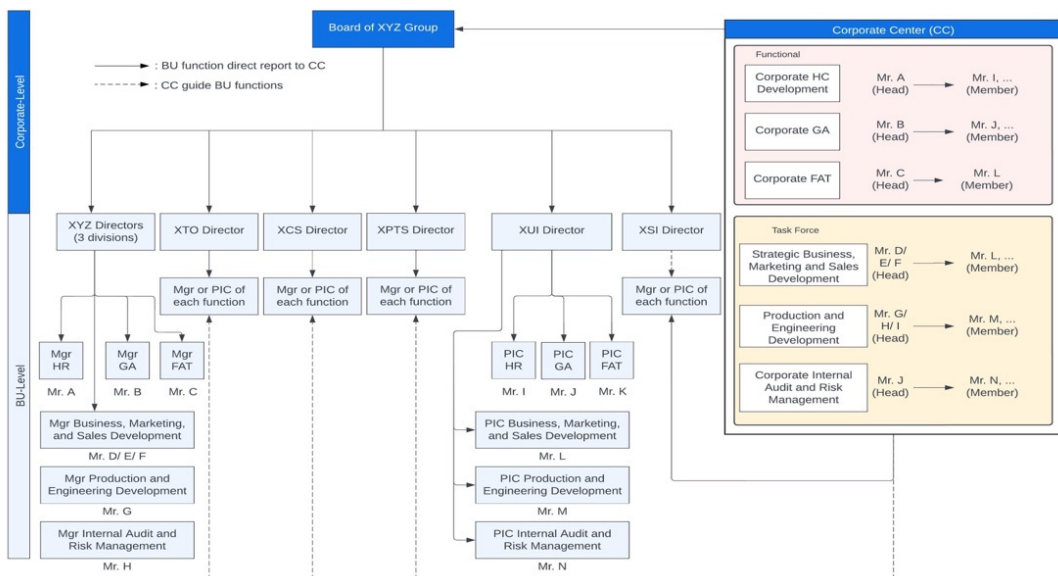 Board of XYZ Group
: BU function direct report to CC
: CC guide BU functions
Corporate-Level
BU-Level
Corporate Center (CC)
Functional
Corporate HC
Development
Mr. A
(Head)
Mr. I, ...
(Member)
Corporate GA
Mr. B
(Head)
Mr. J, ...
(Member)
Corporate FAT
Mr. C
(Head)
Mr. L
(Member)
Task Force
Strategic Business,
Marketing and Sales
Development
Mr. D/
E/ F
(Head)
Mr. L, ...
(Member)
Production and
Engineering
Development
Mr. G/
H/ I
(Head)
Mr. M, ...
(Member)
Corporate Internal
Audit and Risk
Management
Mr. J
(Head)
Mr. N, ...
(Member)
XYZ Directors
(3 divisions)
XTO Director
XCS Director
XPTS Director
XUI Director
XSI Director
Mgr or PIC of
each function
Mgr or PIC of
each function
Mgr or PIC of
each function
Mgr or PIC of
each function
Mgr
HR
Mgr
GA
Mgr
FAT
Mr. A
Mr. B
Mr. C
PIC
HR
PIC
GA
PIC
FAT
Mr. I
Mr. J
Mr. K
Mgr Business, Marketing,
and Sales Development
Mr. D/ E/ F
Mgr Production and
Engineering Development
Mr. G
Mgr Internal Audit and
Risk Management
Mr. H
PIC Business, Marketing,
and Sales Development
Mr. L
PIC Production and
Engineering Development
Mr. M
PIC Internal Audit and
Risk Management
Mr. N